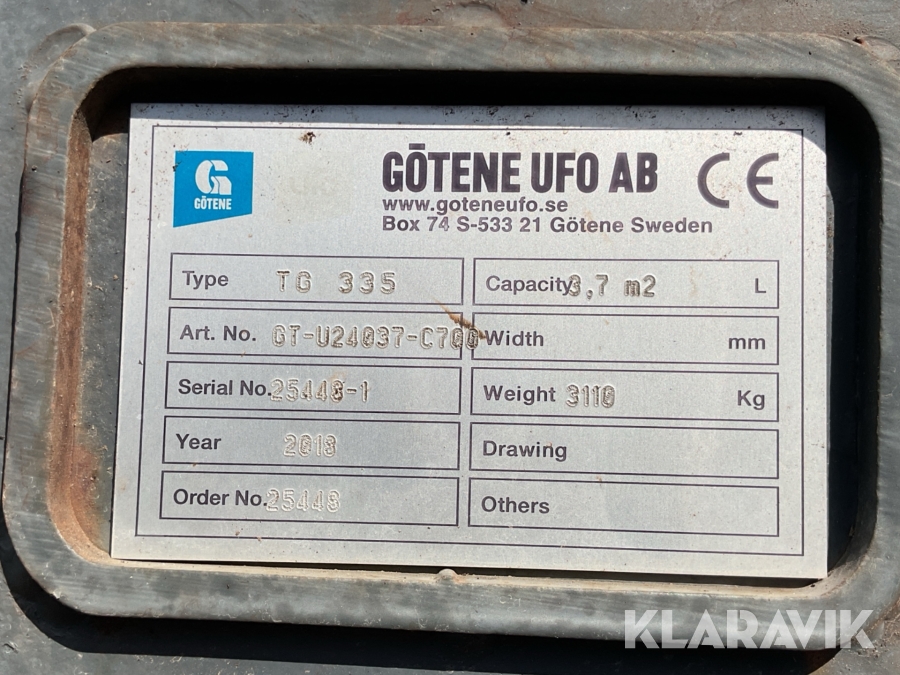 GÖTENE
GÖTENE UFO AB
www.goteneufo.se
Box 74 S-533 21 Götene Sweden
CE
Type TG 335
Capacity 3,7 m2 L
Art. No. GT-U24037-C700
Width mm
Serial No. 25448-1
Weight 3110 Kg
Year 2018
Drawing
Order No. 25448
Others
KLARAVIK